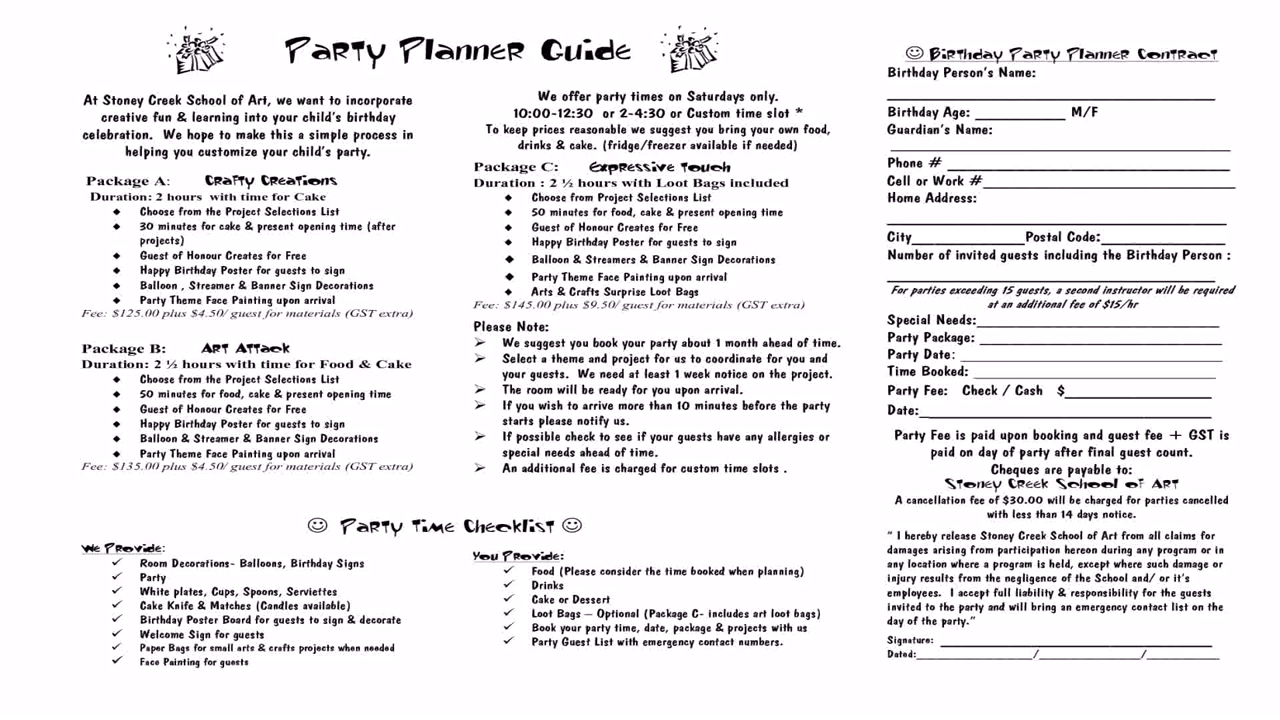 Party Planner Guide
At Stoney Creek School of Art, we want to incorporate
creative fun & learning into your child's birthday
celebration. We hope to make this a simple process in
helping you customize your child's party.
Package A: Crafty Creations
Duration: 2 hours with time for Cake
◆ Choose from the Project Selections List
◆ 30 minutes for cake & present opening time (after
projects)
◆ Guest of Honour Creates for Free
◆ Happy Birthday Poster for guests to sign
◆ Balloon , Streamer & Banner Sign Decorations
◆ Party Theme Face Painting upon arrival
Fee: $125.00 plus $4.50/ guest for materials (GST extra)
Package B: Art Attack
Duration: 2 ½ hours with time for Food & Cake
◆ Choose from the Project Selections List
◆ 50 minutes for food, cake & present opening time
◆ Guest of Honour Creates for Free
◆ Happy Birthday Poster for guests to sign
◆ Balloon & Streamer & Banner Sign Decorations
◆ Party Theme Face Painting upon arrival
Fee: $135.00 plus $4.50/ guest for materials (GST extra)
We offer party times on Saturdays only.
10:00-12:30 or 2-4:30 or Custom time slot *
To keep prices reasonable we suggest you bring your own food,
drinks & cake. (fridge/freezer available if needed)
Package C: Expressive Touch
Duration : 2 ½ hours with Loot Bags included
◆ Choose from Project Selections List
◆ 50 minutes for food, cake & present opening time
◆ Guest of Honour Creates for Free
◆ Happy Birthday Poster for guests to sign
◆ Balloon & Streamers & Banner Sign Decorations
◆ Party Theme Face Painting upon arrival
◆ Arts & Crafts Surprise Loot Bags
Fee: $145.00 plus $9.50/ guest for materials (GST extra)
Please Note:
➢ We suggest you book your party about 1 month ahead of time.
➢ Select a theme and project for us to coordinate for you and
your guests. We need at least 1 week notice on the project.
➢ The room will be ready for you upon arrival.
➢ If you wish to arrive more than 10 minutes before the party
starts please notify us.
➢ If possible check to see if your guests have any allergies or
special needs ahead of time.
➢ An additional fee is charged for custom time slots .
☺ Party Time Checklist ☺
We Provide:
✓ Room Decorations- Balloons, Birthday Signs
✓ Party
✓ White plates, Cups, Spoons, Serviettes
✓ Cake Knife & Matches (Candles available)
✓ Birthday Poster Board for guests to sign & decorate
✓ Welcome Sign for guests
✓ Paper Bags for small arts & crafts projects when needed
✓ Face Painting for guests
You Provide:
✓ Food (Please consider the time booked when planning)
✓ Drinks
✓ Cake or Dessert
✓ Loot Bags – Optional (Package C- includes art loot bags)
✓ Book your party time, date, package & projects with us
✓ Party Guest List with emergency contact numbers.
☺ Birthday Party Planner Contract
Birthday Person's Name:
Birthday Age: ____________ M/F
Guardian's Name:
Phone # ____________
Cell or Work #____________
Home Address:
City____________Postal Code:____________
Number of invited guests including the Birthday Person :
For parties exceeding 15 guests, a second instructor will be required
at an additional fee of $15/hr
Special Needs:____________
Party Package: ____________
Party Date: ____________
Time Booked: ____________
Party Fee: Check / Cash $____________
Date:____________
Party Fee is paid upon booking and guest fee + GST is
paid on day of party after final guest count.
Cheques are payable to:
Stoney Creek School of Art
A cancellation fee of $30.00 will be charged for parties cancelled
with less than 14 days notice.
" I hereby release Stoney Creek School of Art from all claims for
damages arising from participation hereon during any program or in
any location where a program is held, except where such damage or
injury results from the negligence of the School and/ or it's
employees. I accept full liability & responsibility for the guests
invited to the party and will bring an emergency contact list on the
day of the party."
Signature: ____________
Dated:____________/____________/____________